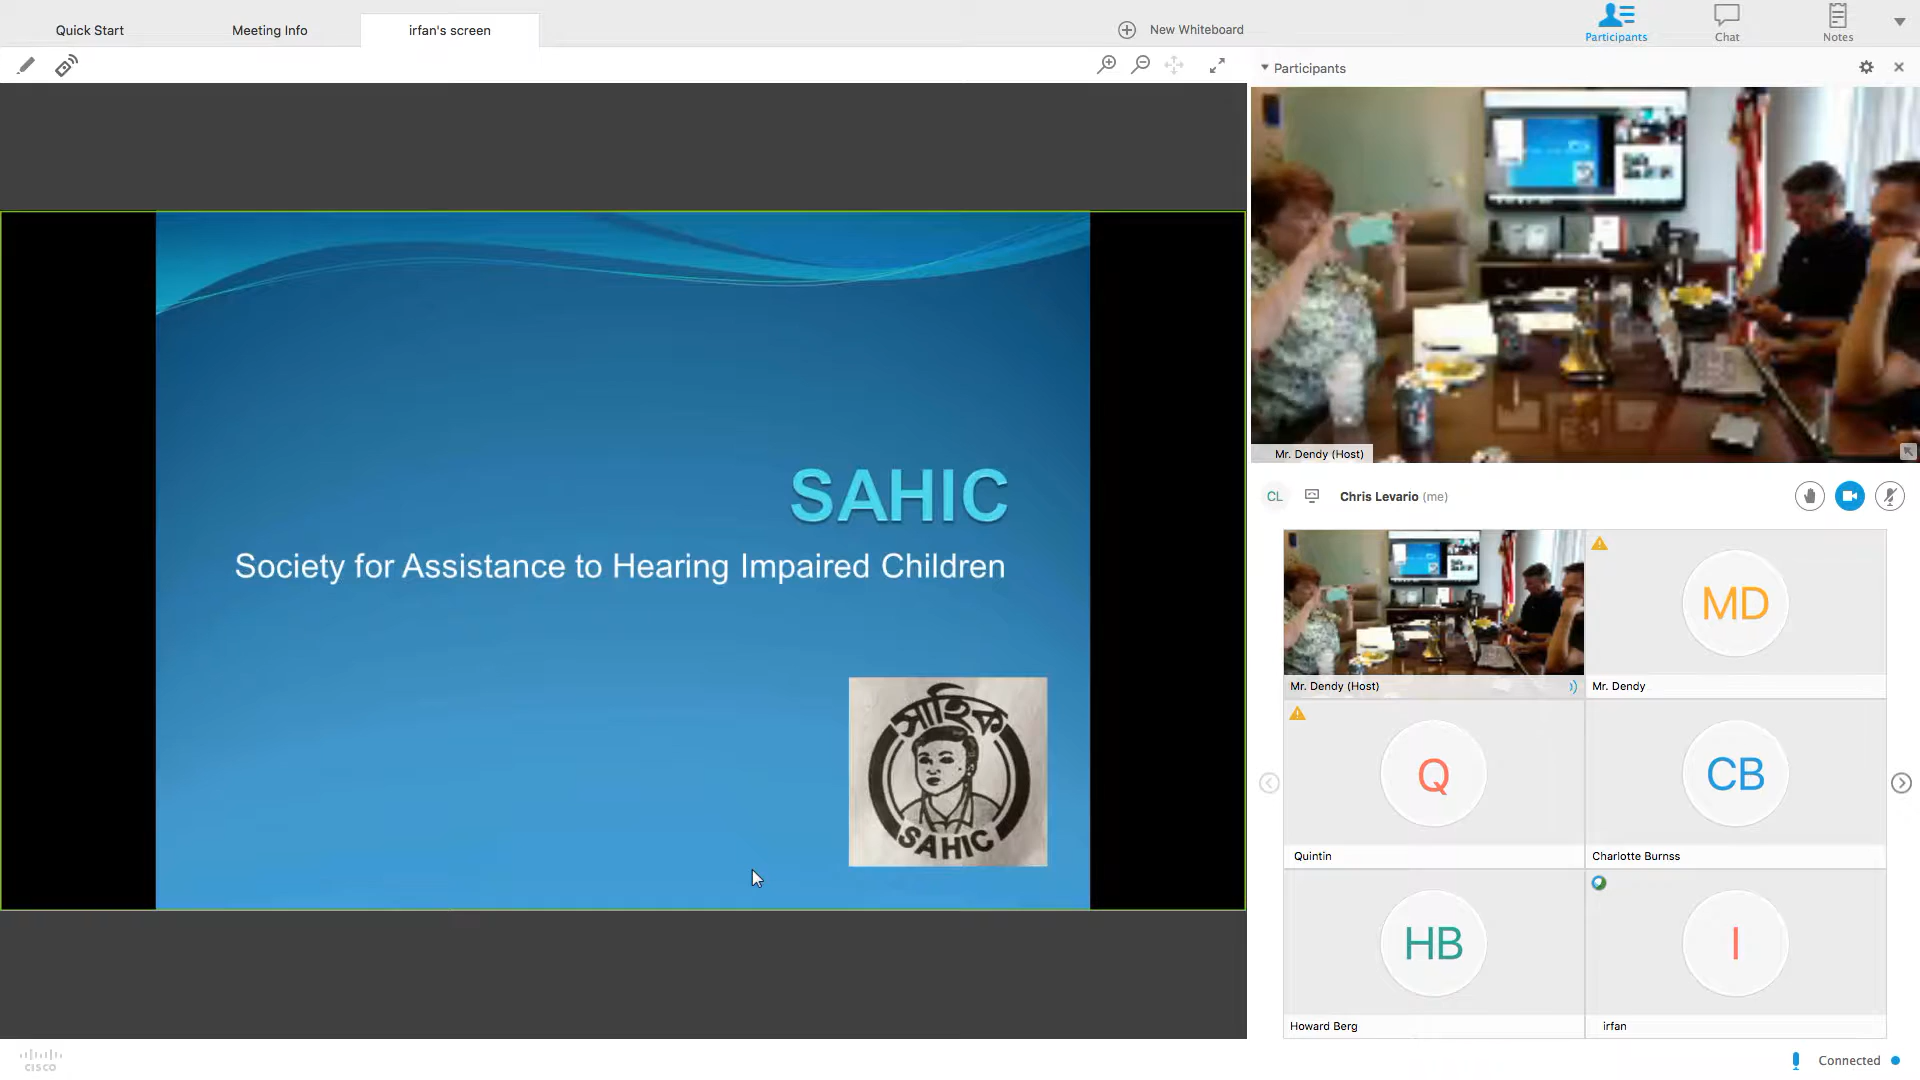 Quick Start
Meeting Info
irfan's screen
New Whiteboard
Participants
Chat
Notes
Participants
SAHIC
Society for Assistance to Hearing Impaired Children
সাহিক
SAHIC
Mr. Dendy (Host)
CL
Chris Levario (me)
Mr. Dendy (Host)
MD
Mr. Dendy
Q
Quintin
CB
Charlotte Burnss
HB
Howard Berg
I
irfan
CISCO
Connected